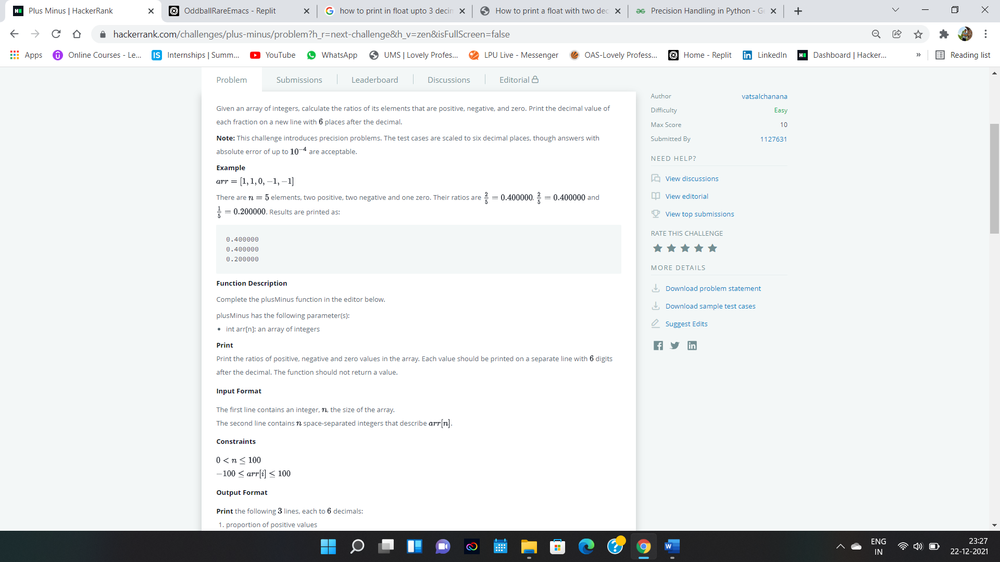 Plus Minus | HackerRank
OddballRareEmacs - Replit
how to print in float upto 3 decin
How to print a float with two dec
Precision Handling in Python - Ge
hackerrank.com/challenges/plus-minus/problem?h_r=next-challenge&h_v=zen&isFullScreen=false
Apps
Online Courses - Le...
Internships | Summ...
YouTube
WhatsApp
UMS | Lovely Profes...
LPU Live - Messenger
OAS-Lovely Profess...
Home - Replit
LinkedIn
Dashboard | Hacker...
»
Reading list
Problem
Submissions
Leaderboard
Discussions
Editorial
Given an array of integers, calculate the ratios of its elements that are positive, negative, and zero. Print the decimal value of
each fraction on a new line with 6 places after the decimal.
Note: This challenge introduces precision problems. The test cases are scaled to six decimal places, though answers with
absolute error of up to 10⁻⁴ are acceptable.
Example
arr = [1, 1, 0, −1, −1]
There are n = 5 elements, two positive, two negative and one zero. Their ratios are 2/5 = 0.400000, 2/5 = 0.400000 and
1/5 = 0.200000. Results are printed as:
0.400000
0.400000
0.200000
Function Description
Complete the plusMinus function in the editor below.
plusMinus has the following parameter(s):
• int arr[n]: an array of integers
Print
Print the ratios of positive, negative and zero values in the array. Each value should be printed on a separate line with 6 digits
after the decimal. The function should not return a value.
Input Format
The first line contains an integer, n, the size of the array.
The second line contains n space-separated integers that describe arr[n].
Constraints
0 < n ≤ 100
−100 ≤ arr[i] ≤ 100
Output Format
Print the following 3 lines, each to 6 decimals:
1. proportion of positive values
Author vatsalchanana
Difficulty Easy
Max Score 10
Submitted By 1127631
NEED HELP?
View discussions
View editorial
View top submissions
RATE THIS CHALLENGE
MORE DETAILS
Download problem statement
Download sample test cases
Suggest Edits
ENG
IN
23:27
22-12-2021